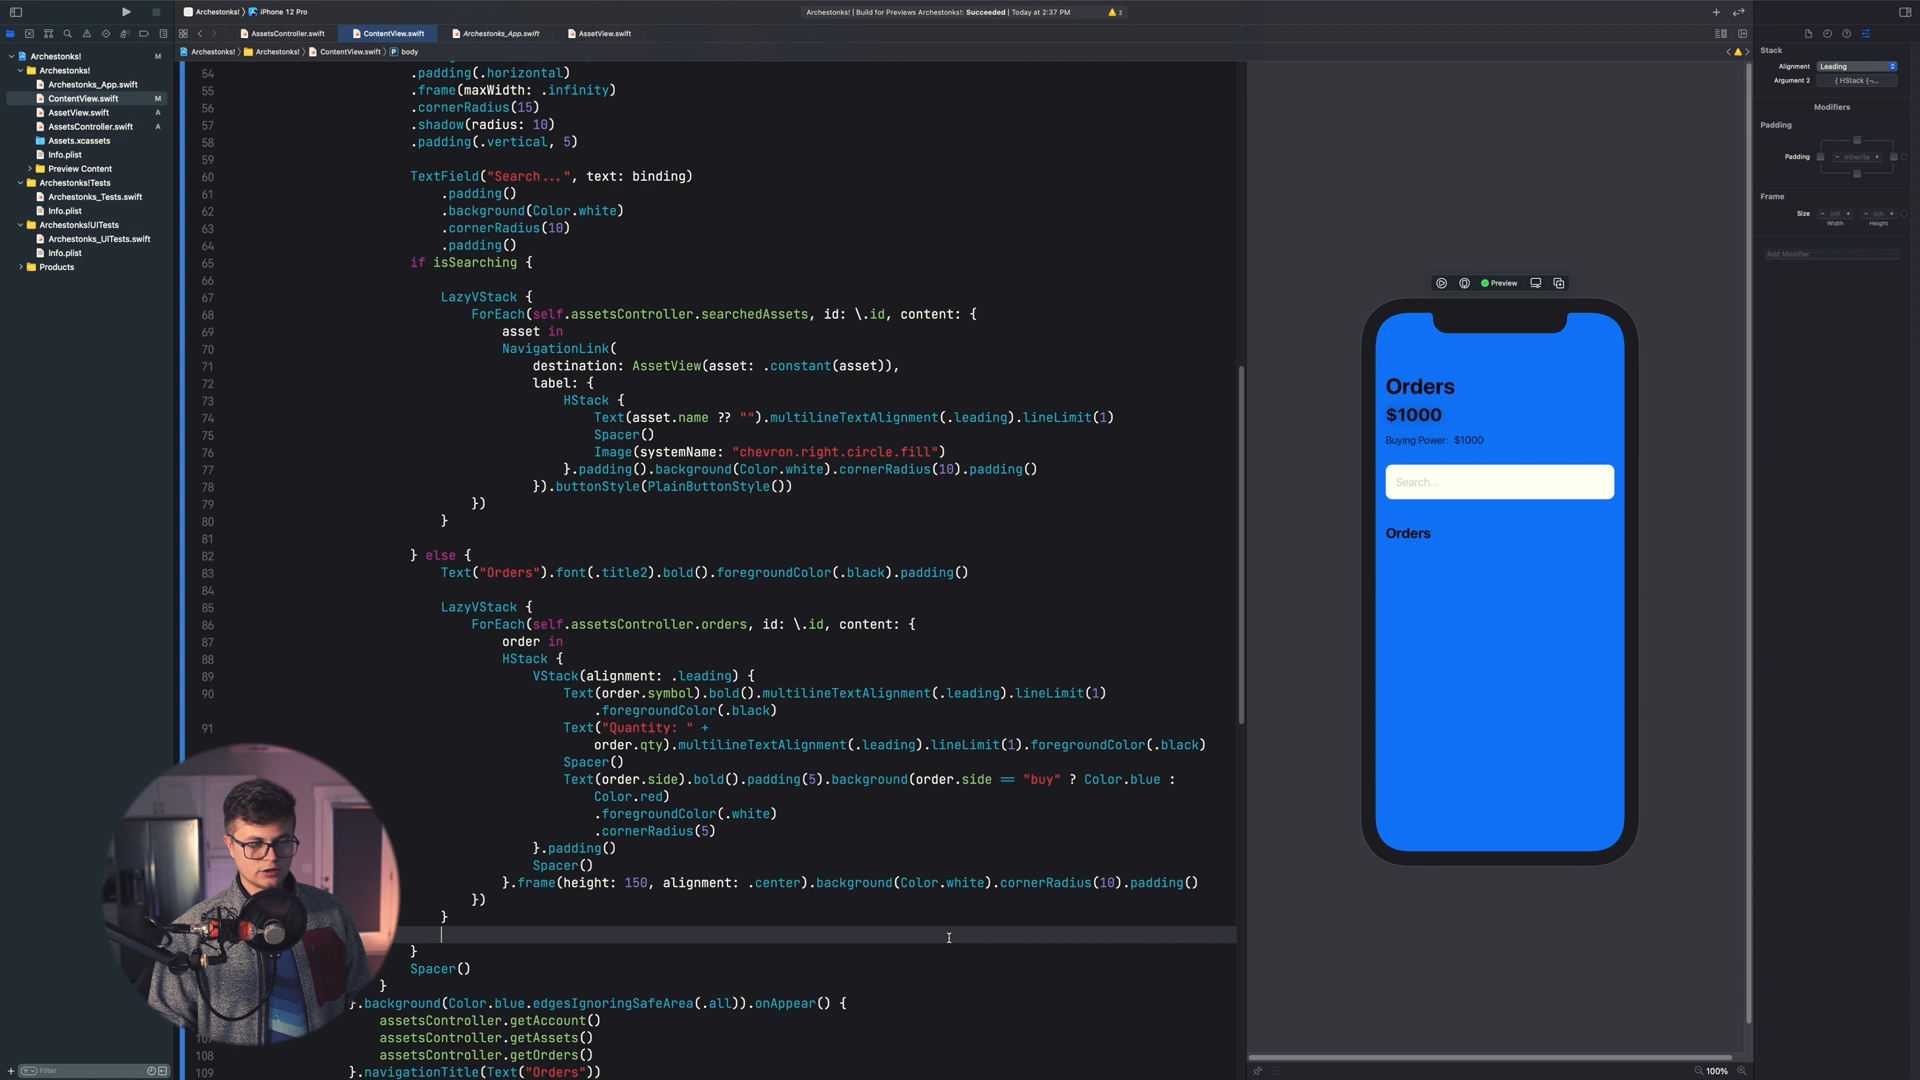 Archestonks! ⟩ iPhone 12 Pro
Archestonks! | Build for Previews Archestonks!: Succeeded | Today at 2:37 PM
2
AssetsController.swift
ContentView.swift
Archestonks_App.swift
AssetView.swift
Archestonks! ⟩ Archestonks! ⟩ ContentView.swift ⟩ P body
Archestonks! M
Archestonks!
Archestonks_App.swift
ContentView.swift M
AssetView.swift A
AssetsController.swift A
Assets.xcassets
Info.plist
Preview Content
Archestonks!Tests
Archestonks_Tests.swift
Info.plist
Archestonks!UITests
Archestonks_UITests.swift
Info.plist
Products
Filter
54 .padding(.horizontal)
55 .frame(maxWidth: .infinity)
56 .cornerRadius(15)
57 .shadow(radius: 10)
58 .padding(.vertical, 5)
59
60 TextField("Search...", text: binding)
61 .padding()
62 .background(Color.white)
63 .cornerRadius(10)
64 .padding()
65 if isSearching {
66
67 LazyVStack {
68 ForEach(self.assetsController.searchedAssets, id: \.id, content: {
69 asset in
70 NavigationLink(
71 destination: AssetView(asset: .constant(asset)),
72 label: {
73 HStack {
74 Text(asset.name ?? "").multilineTextAlignment(.leading).lineLimit(1)
75 Spacer()
76 Image(systemName: "chevron.right.circle.fill")
77 }.padding().background(Color.white).cornerRadius(10).padding()
78 }).buttonStyle(PlainButtonStyle())
79 })
80 }
81
82 } else {
83 Text("Orders").font(.title2).bold().foregroundColor(.black).padding()
84
85 LazyVStack {
86 ForEach(self.assetsController.orders, id: \.id, content: {
87 order in
88 HStack {
89 VStack(alignment: .leading) {
90 Text(order.symbol).bold().multilineTextAlignment(.leading).lineLimit(1)
.foregroundColor(.black)
91 Text("Quantity: " +
order.qty).multilineTextAlignment(.leading).lineLimit(1).foregroundColor(.black)
Spacer()
Text(order.side).bold().padding(5).background(order.side == "buy" ? Color.blue :
Color.red)
.foregroundColor(.white)
.cornerRadius(5)
}.padding()
Spacer()
}.frame(height: 150, alignment: .center).background(Color.white).cornerRadius(10).padding()
})
}
}
Spacer()
}
}.background(Color.blue.edgesIgnoringSafeArea(.all)).onAppear() {
assetsController.getAccount()
assetsController.getAssets()
108 assetsController.getOrders()
109 }.navigationTitle(Text("Orders"))
Preview
Orders
$1000
Buying Power: $1000
Search...
Orders
100%
Stack
Alignment Leading
Argument 2 { HStack {¬...
Modifiers
Padding
Padding Inherite
Frame
Size Inh Inh
Width Height
Add Modifier